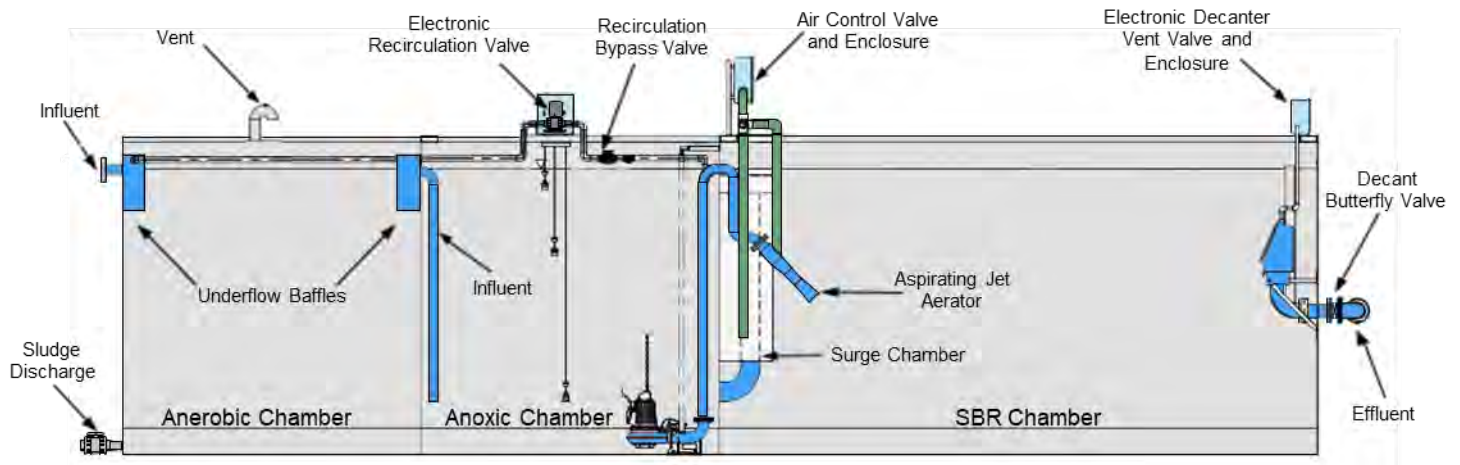 Vent
Electronic
Recirculation Valve
Recirculation
Bypass Valve
Air Control Valve
and Enclosure
Electronic Decanter
Vent Valve and
Enclosure
Influent
Decant
Butterfly Valve
Underflow Baffles
Influent
Aspirating Jet
Aerator
Sludge
Discharge
Surge Chamber
Anerobic Chamber
Anoxic Chamber
SBR Chamber
Effluent